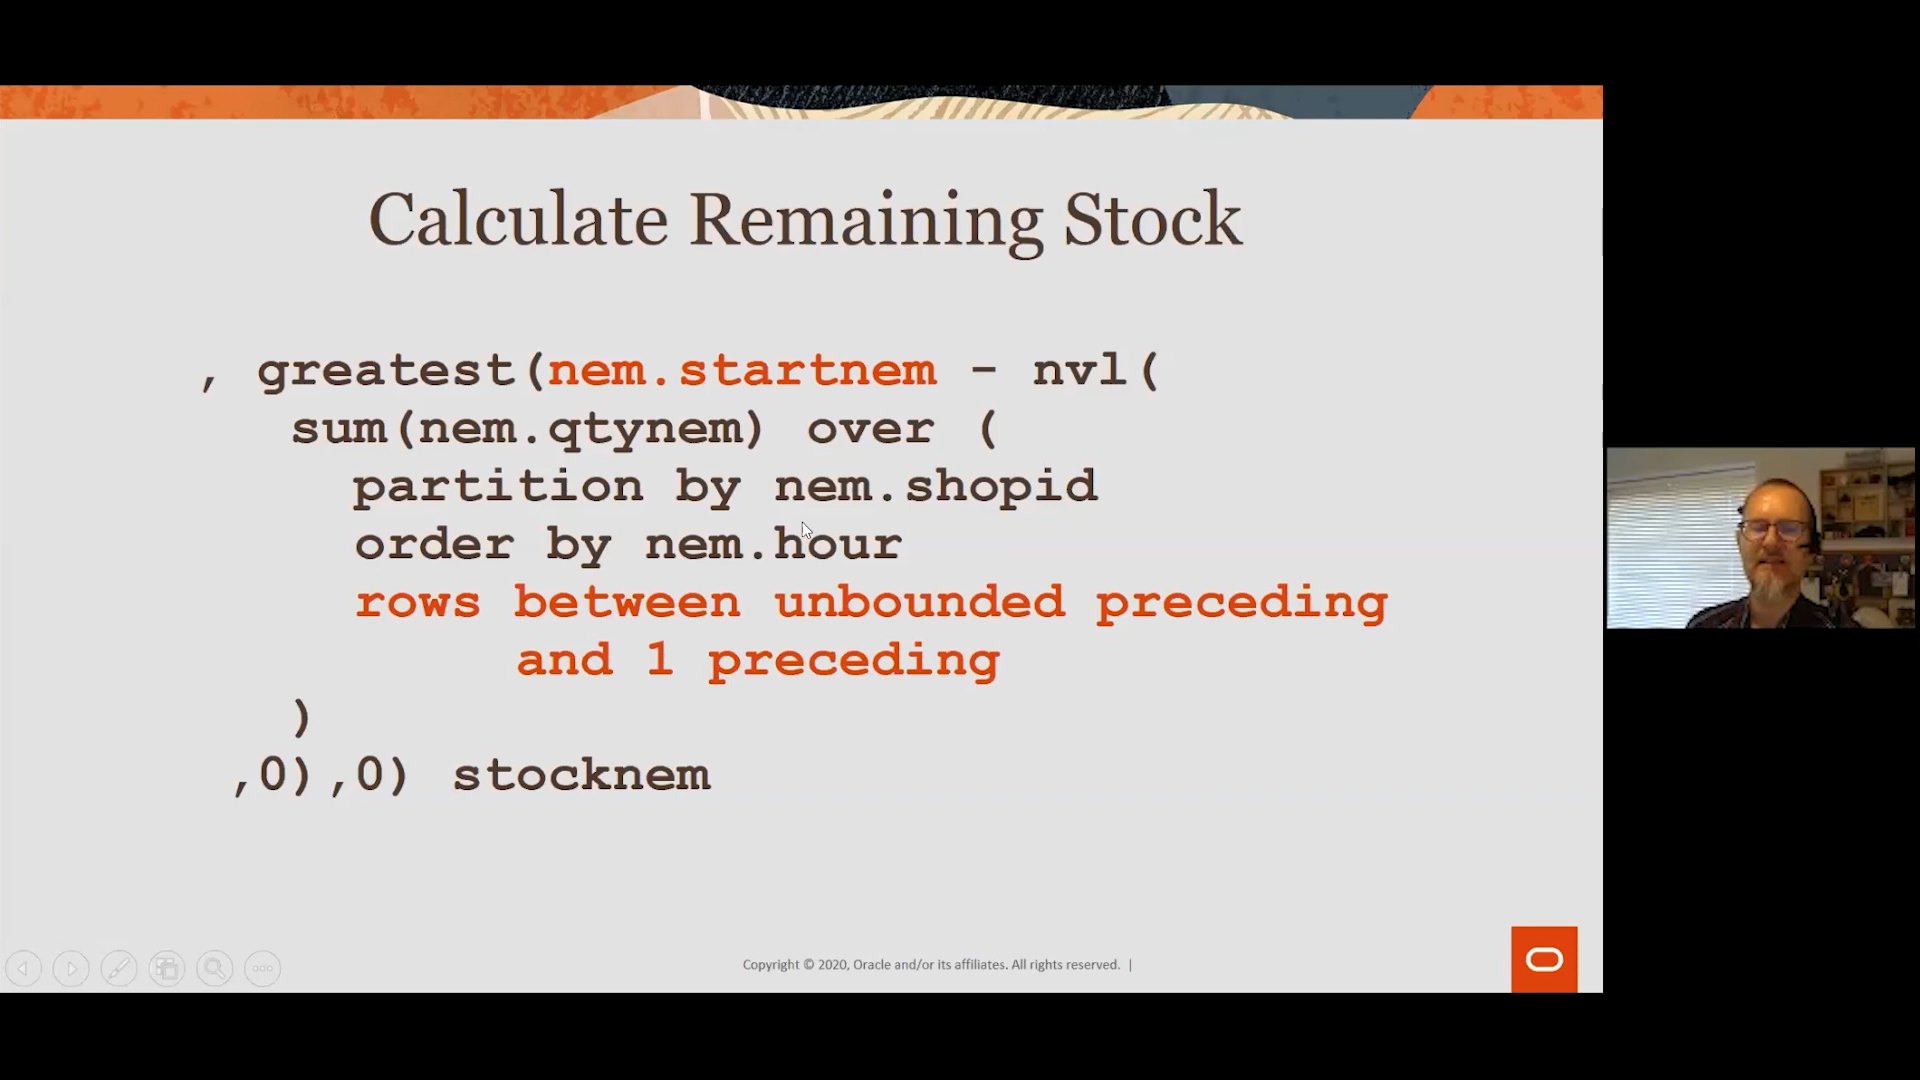 Calculate Remaining Stock
, greatest(nem.startnem - nvl(
sum(nem.qtynem) over (
partition by nem.shopid
order by nem.hour
rows between unbounded preceding
and 1 preceding
)
,0),0) stocknem
Copyright © 2020, Oracle and/or its affiliates. All rights reserved. |